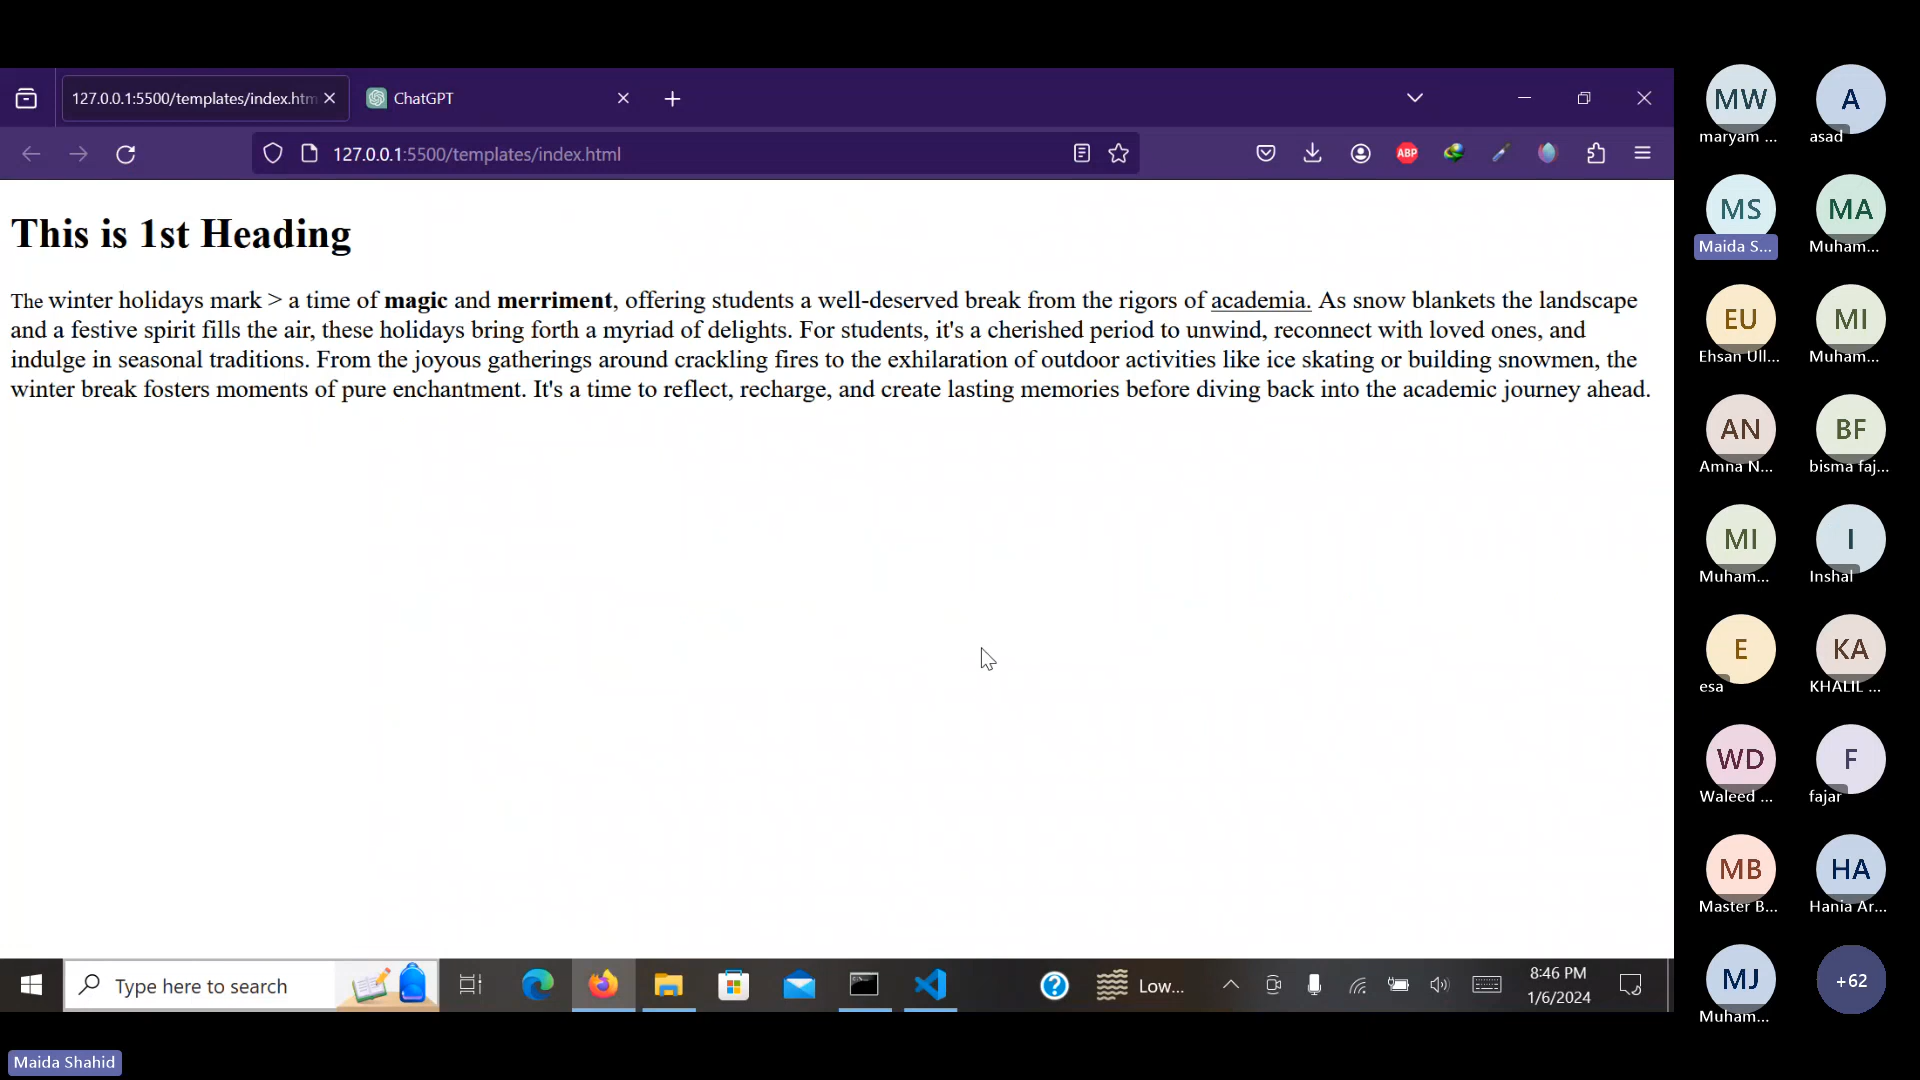 127.0.0.1:5500/templates/index.htm
ChatGPT
127.0.0.1:5500/templates/index.html
ABP
This is 1st Heading
The winter holidays mark > a time of magic and merriment, offering students a well-deserved break from the rigors of academia. As snow blankets the landscape
and a festive spirit fills the air, these holidays bring forth a myriad of delights. For students, it's a cherished period to unwind, reconnect with loved ones, and
indulge in seasonal traditions. From the joyous gatherings around crackling fires to the exhilaration of outdoor activities like ice skating or building snowmen, the
winter break fosters moments of pure enchantment. It's a time to reflect, recharge, and create lasting memories before diving back into the academic journey ahead.
MW
maryam ...
A
asad
MS
Maida S...
MA
Muham...
EU
Ehsan Ull...
MI
Muham...
AN
Amna N...
BF
bisma faj...
MI
Muham...
I
Inshal
E
esa
KA
KHALIL ...
WD
Waleed ...
F
fajar
MB
Master B...
HA
Hania Ar...
MJ
Muham...
+62
Type here to search
Low...
8:46 PM
1/6/2024
Maida Shahid